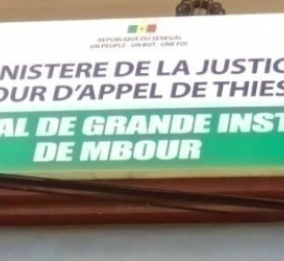 REPUBLIQUE DU SENEGAL
UN PEUPLE - UN BUT - UNE FOI
NISTERE DE LA JUSTIC
OUR D'APPEL DE THIES
AL DE GRANDE INST
DE MBOUR